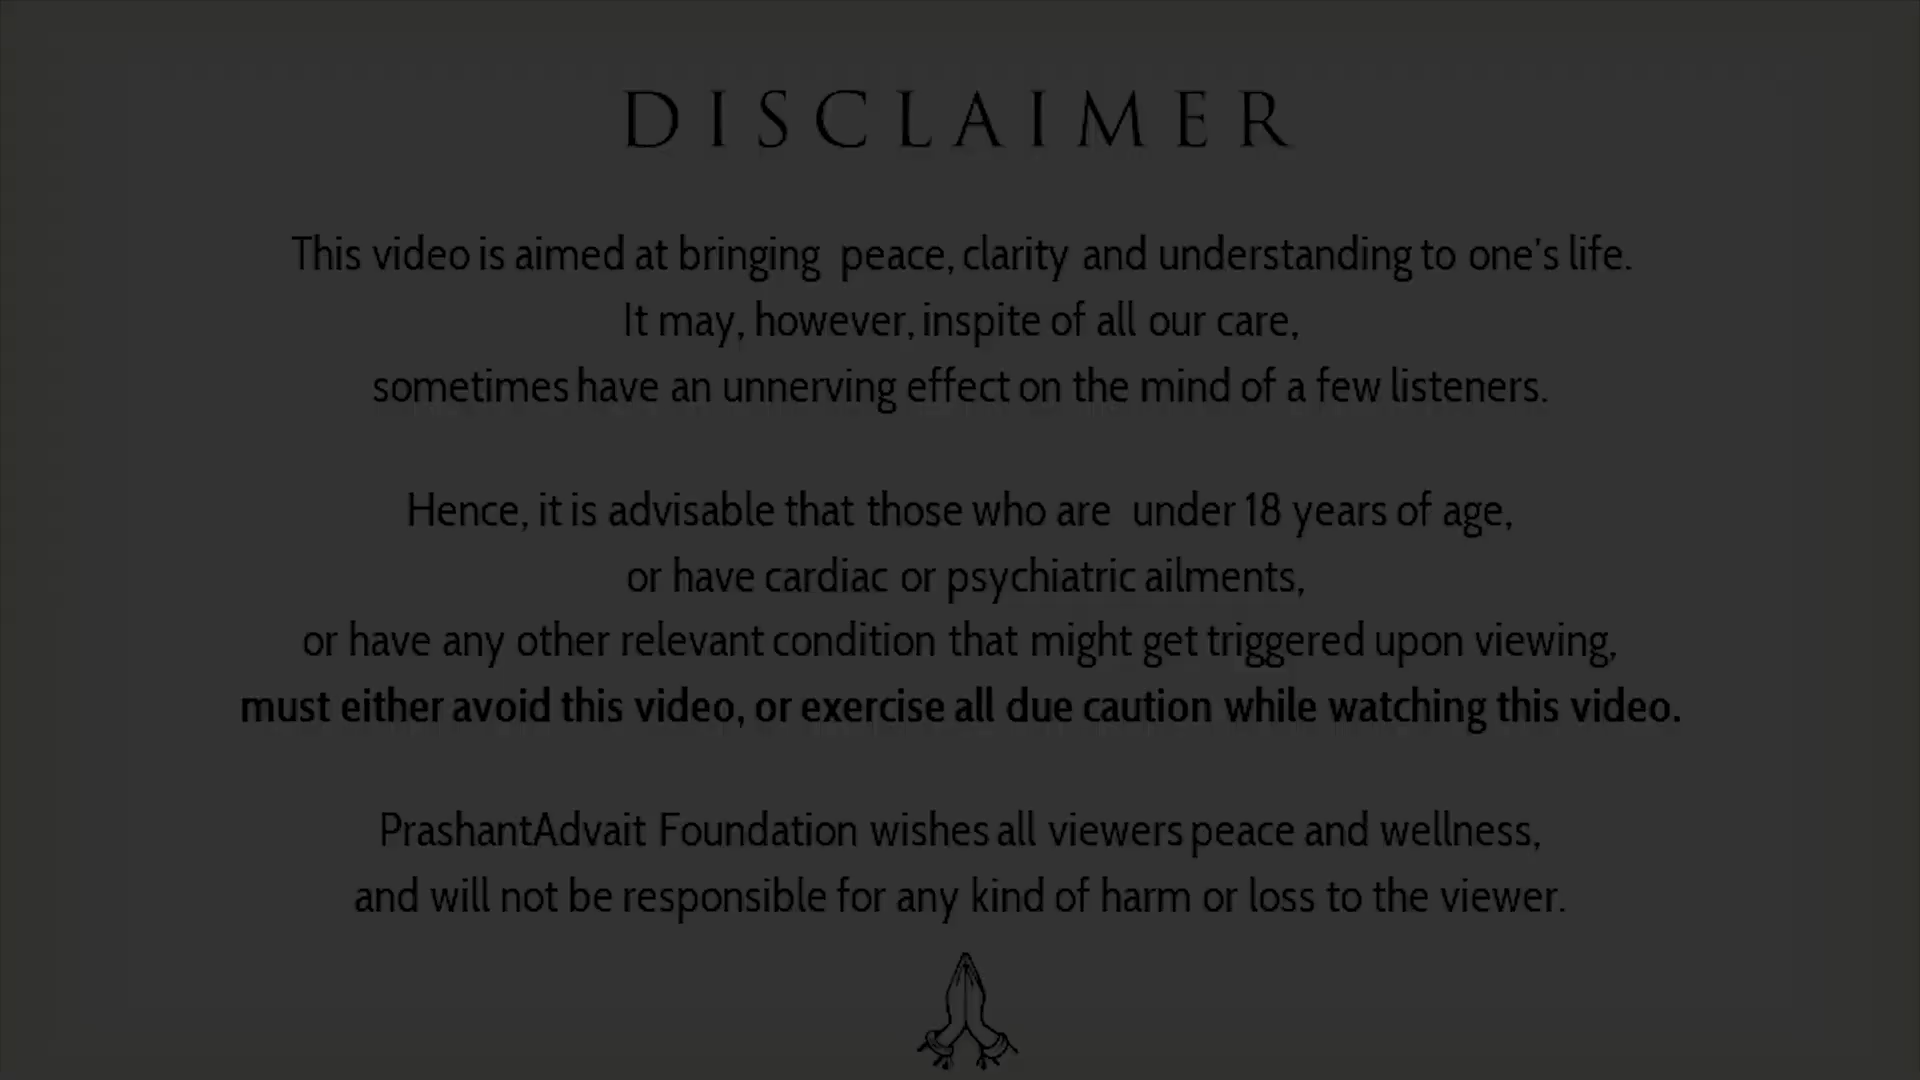 DISCLAIMER
This video is aimed at bringing peace, clarity and understanding to one's life.
It may, however, inspite of all our care,
sometimes have an unnerving effect on the mind of a few listeners.
Hence, it is advisable that those who are under 18 years of age,
or have cardiac or psychiatric ailments,
or have any other relevant condition that might get triggered upon viewing,
must either avoid this video, or exercise all due caution while watching this video.
PrashantAdvait Foundation wishes all viewers peace and wellness,
and will not be responsible for any kind of harm or loss to the viewer.